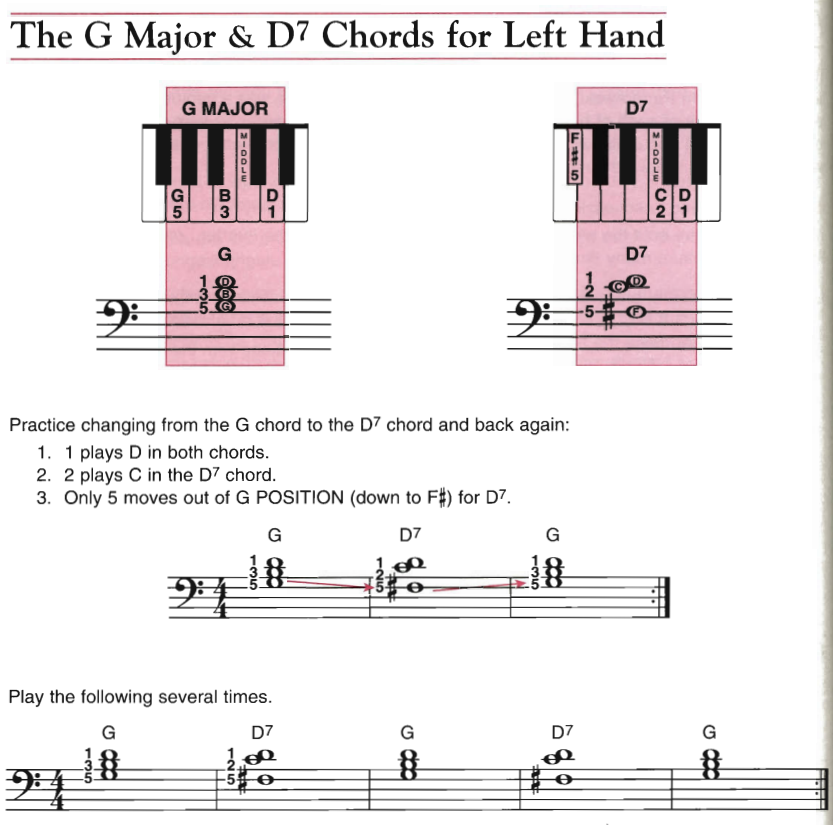 The G Major & D7 Chords for Left Hand
G MAJOR
D7
MIDDLE
F♯5
MIDDLE
G B D
5 3 1
C D
2 1
G
D7
1 D
3 B
5 G
1 D
2 C
5 ♯ F
Practice changing from the G chord to the D7 chord and back again:
1. 1 plays D in both chords.
2. 2 plays C in the D7 chord.
3. Only 5 moves out of G POSITION (down to F♯) for D7.
G D7 G
1 1 1
3 2 3
5 5 5
4
4
Play the following several times.
G D7 G D7 G
1 1
3 2
5 5
4
4